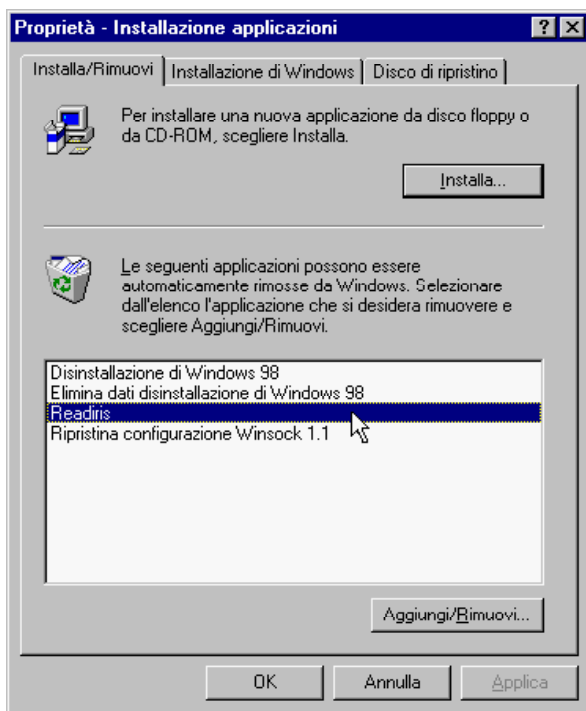 Proprietà - Installazione applicazioni
Installa/Rimuovi Installazione di Windows Disco di ripristino
Per installare una nuova applicazione da disco floppy o
da CD-ROM, scegliere Installa.
Installa...
Le seguenti applicazioni possono essere
automaticamente rimosse da Windows. Selezionare
dall'elenco l'applicazione che si desidera rimuovere e
scegliere Aggiungi/Rimuovi.
Disinstallazione di Windows 98
Elimina dati disinstallazione di Windows 98
Readiris
Ripristina configurazione Winsock 1.1
Aggiungi/Rimuovi...
OK Annulla Applica